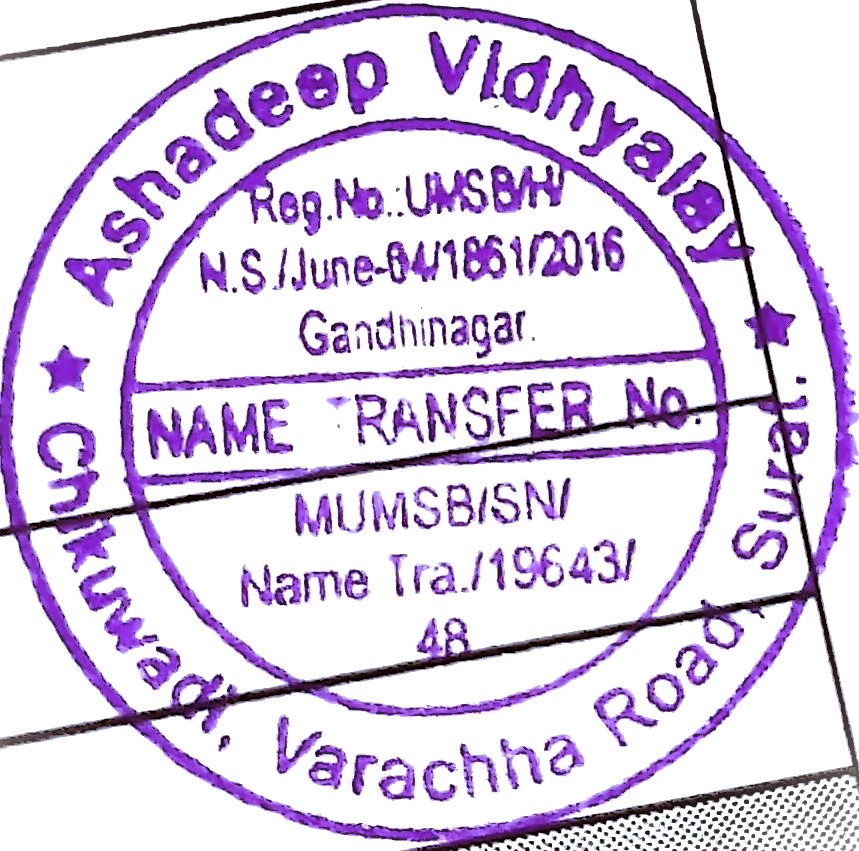 Ashadeep Vidhyalay
Reg.No.:UMSB/H/
N.S./June-84/1861/2016
Gandhinagar.
NAME TRANSFER No.
MUMSB/SN/
Name Tra./19643/
48
Chikuwadi, Varachha Road, Surat.